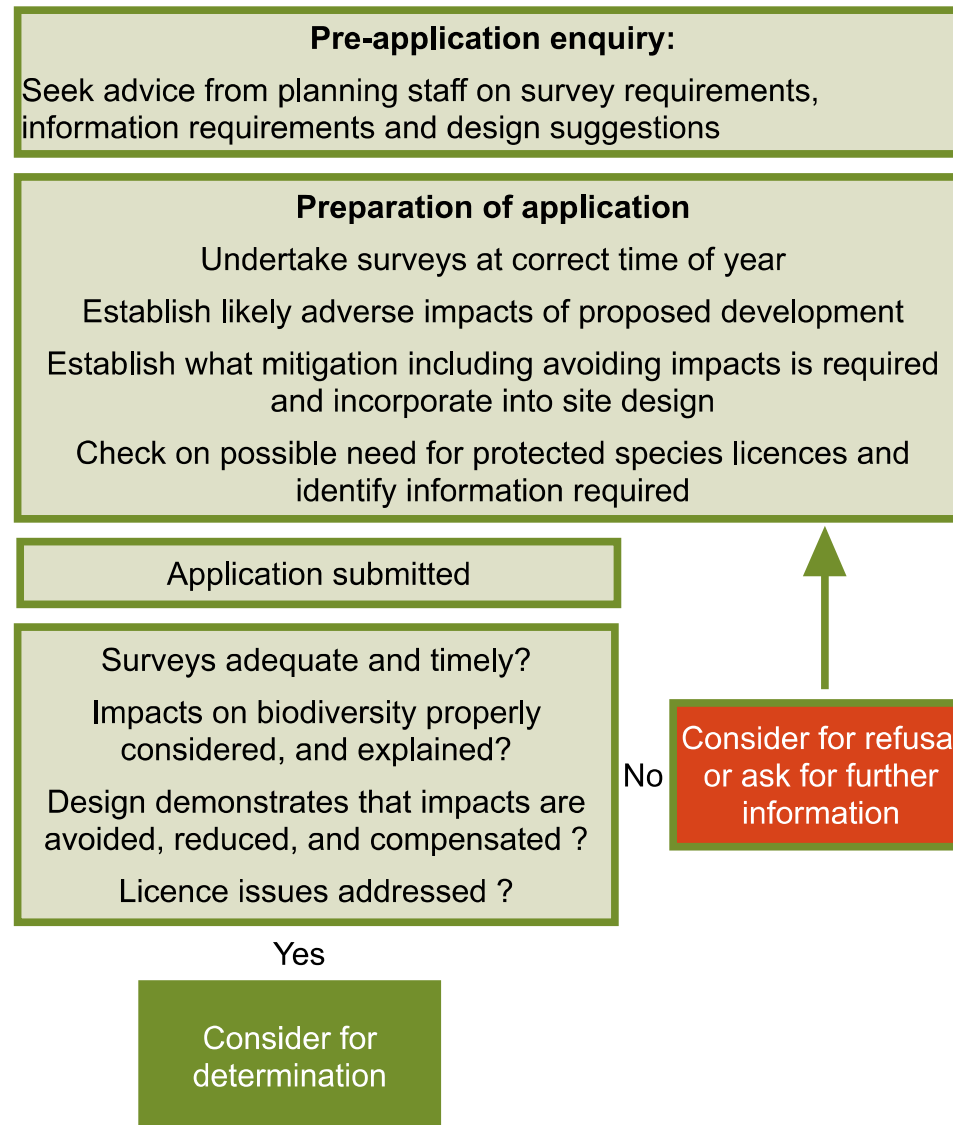 Pre-application enquiry:
Seek advice from planning staff on survey requirements,
information requirements and design suggestions
Preparation of application
Undertake surveys at correct time of year
Establish likely adverse impacts of proposed development
Establish what mitigation including avoiding impacts is required
and incorporate into site design
Check on possible need for protected species licences and
identify information required
Application submitted
Surveys adequate and timely?
Impacts on biodiversity properly
considered, and explained?
Design demonstrates that impacts are
avoided, reduced, and compensated ?
Licence issues addressed ?
No
Consider for refusa
or ask for further
information
Yes
Consider for
determination